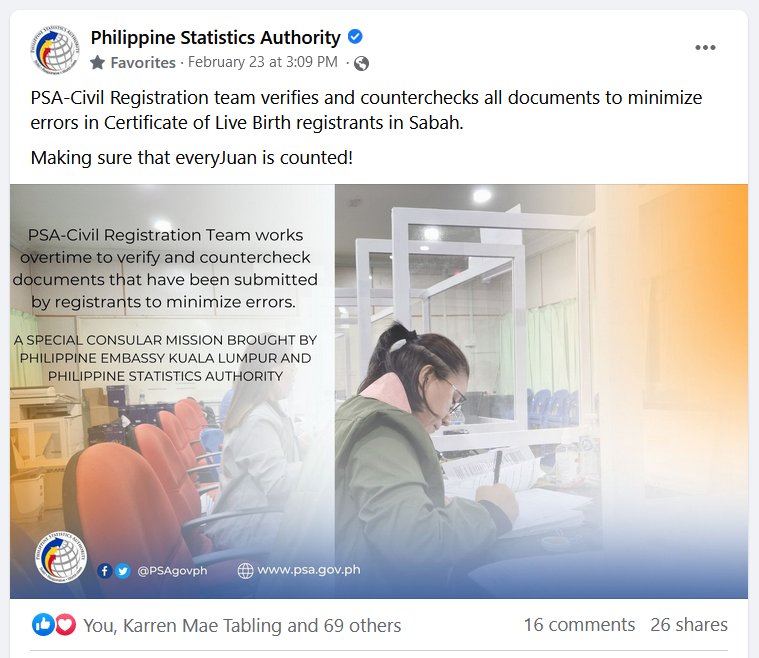 Philippine Statistics Authority
Favorites · February 23 at 3:09 PM ·
PSA-Civil Registration team verifies and counterchecks all documents to minimize
errors in Certificate of Live Birth registrants in Sabah.
Making sure that everyJuan is counted!
PSA-Civil Registration Team works
overtime to verify and countercheck
documents that have been submitted
by registrants to minimize errors.
A SPECIAL CONSULAR MISSION BROUGHT BY
PHILIPPINE EMBASSY KUALA LUMPUR AND
PHILIPPINE STATISTICS AUTHORITY
@PSAgovph www.psa.gov.ph
You, Karren Mae Tabling and 69 others 16 comments 26 shares